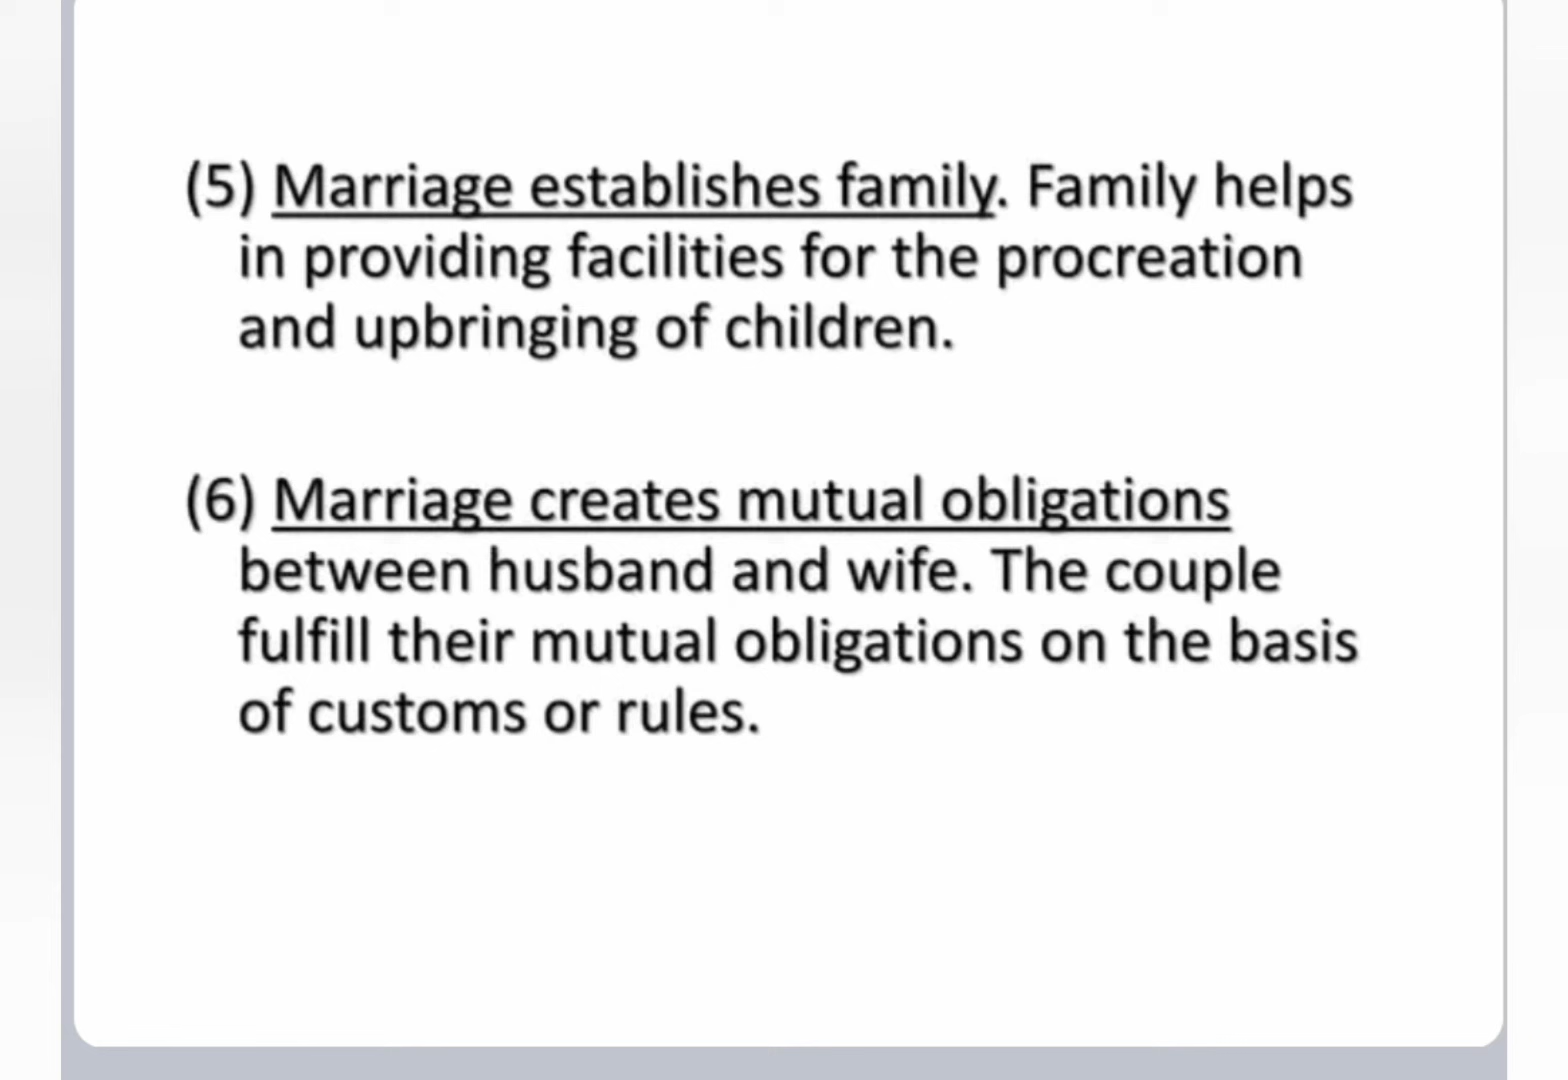 (5) Marriage establishes family. Family helps
in providing facilities for the procreation
and upbringing of children.
(6) Marriage creates mutual obligations
between husband and wife. The couple
fulfill their mutual obligations on the basis
of customs or rules.